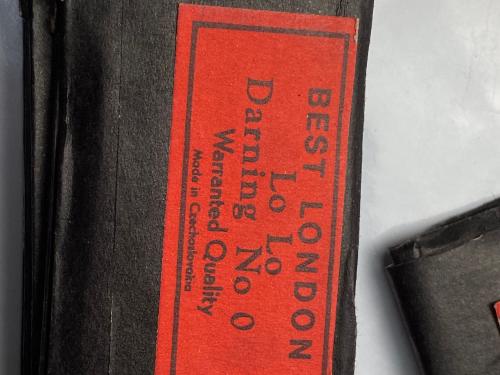 BEST LONDON
Lo Lo
Darning No 0
Warranted Quality
Made in Czechoslovakia